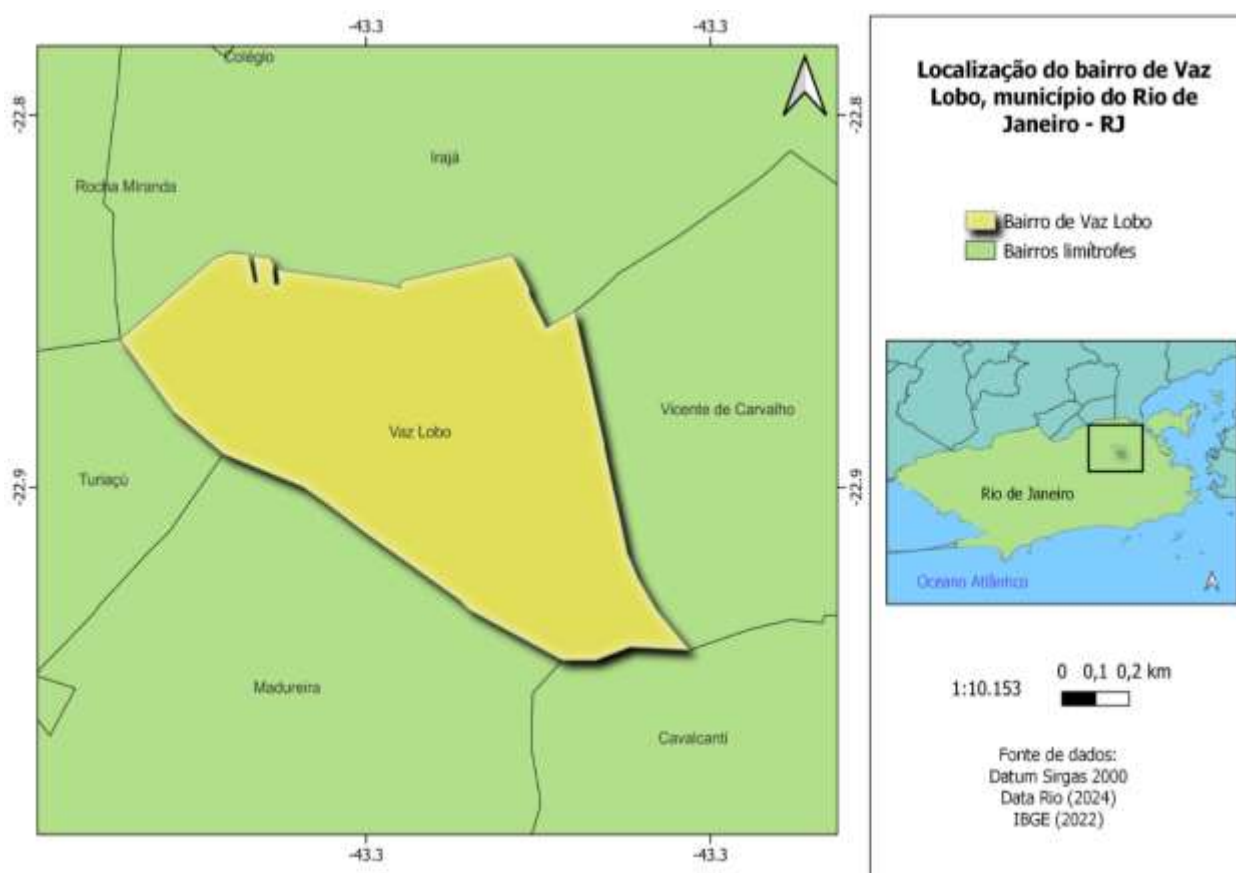 -43.3
-43.3
-22.8
-22.8
Colégio
Irajá
Rocha Miranda
Vicente de Carvalho
Vaz Lobo
Turiaçú
-22.9
-22.9
Madureira
Cavalcanti
-43.3
-43.3
Localização do bairro de Vaz
Lobo, município do Rio de
Janeiro - RJ
Bairro de Vaz Lobo
Bairros limítrofes
Rio de Janeiro
Oceano Atlântico
1:10.153
0 0,1 0,2 km
Fonte de dados:
Datum Sirgas 2000
Data Rio (2024)
IBGE (2022)